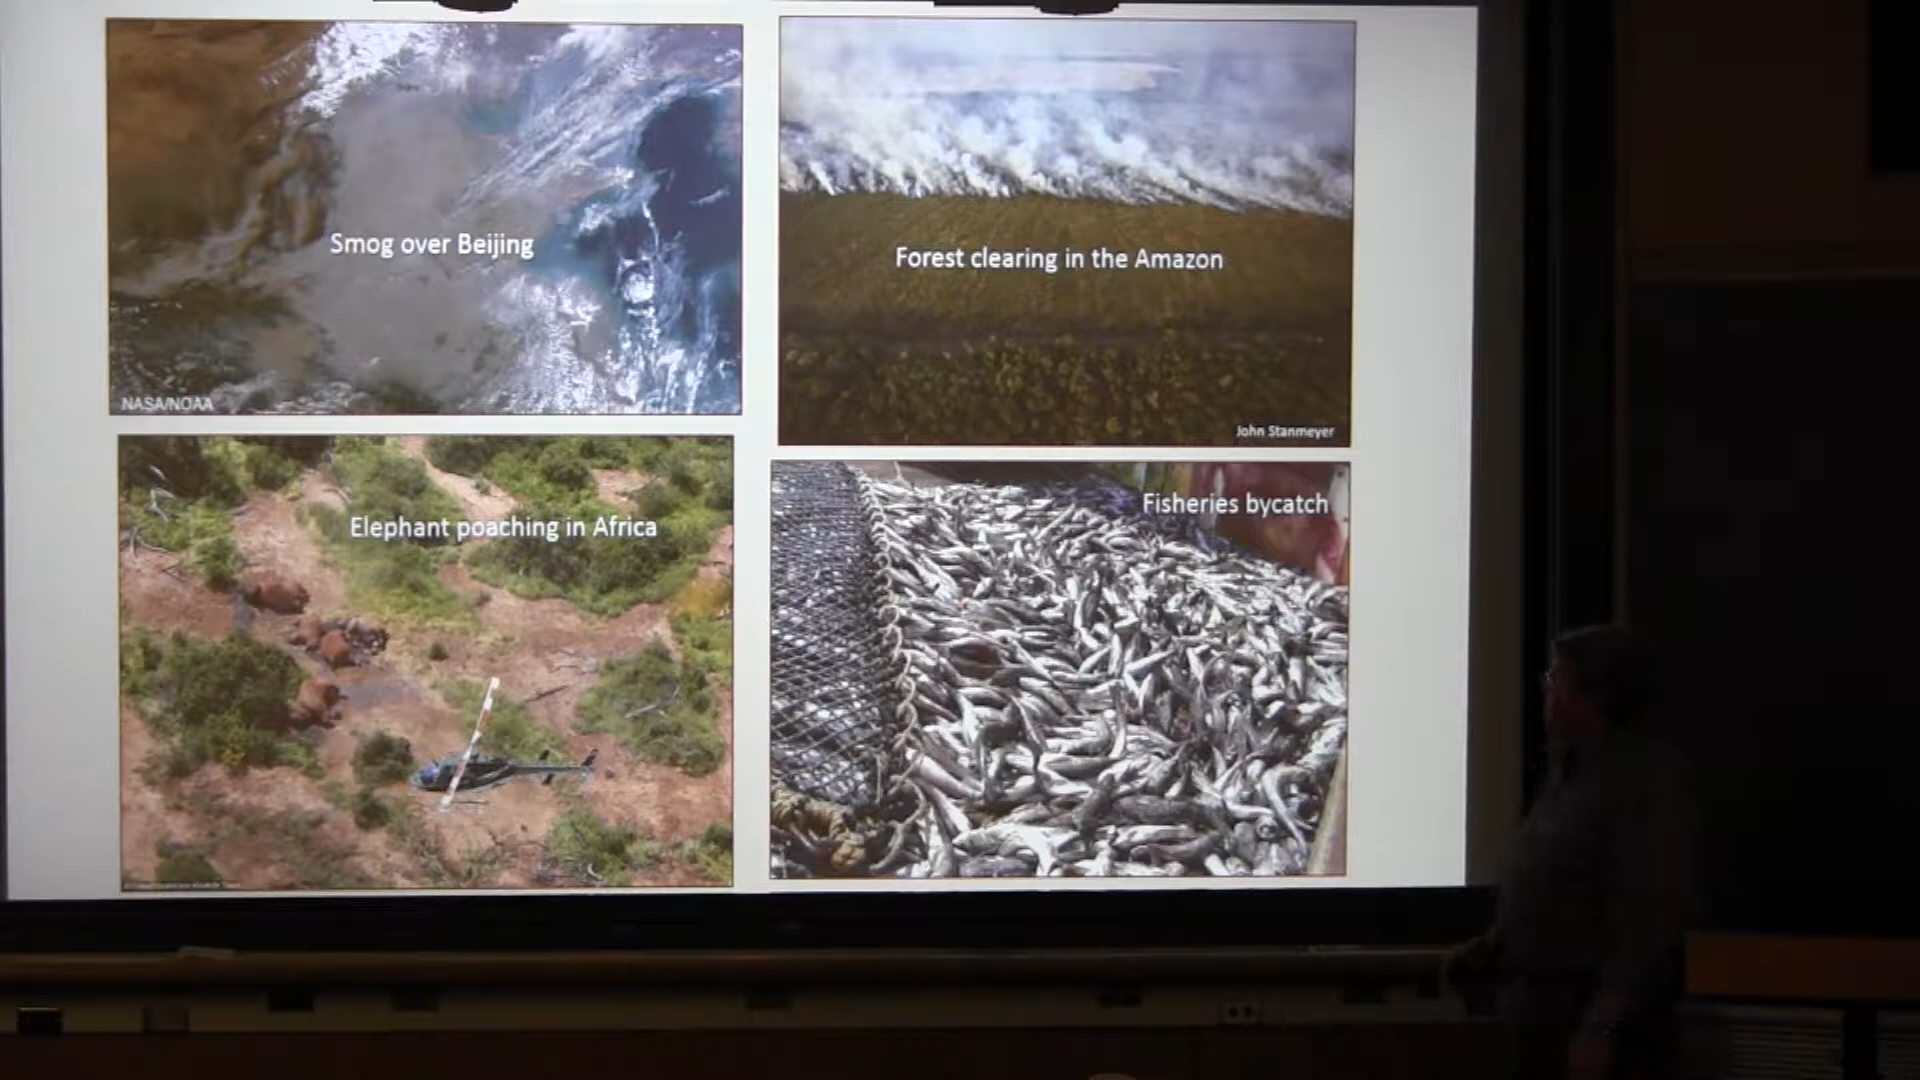 Smog over Beijing
NASA/NOAA
Forest clearing in the Amazon
John Stanmeyer
Elephant poaching in Africa
Fisheries bycatch